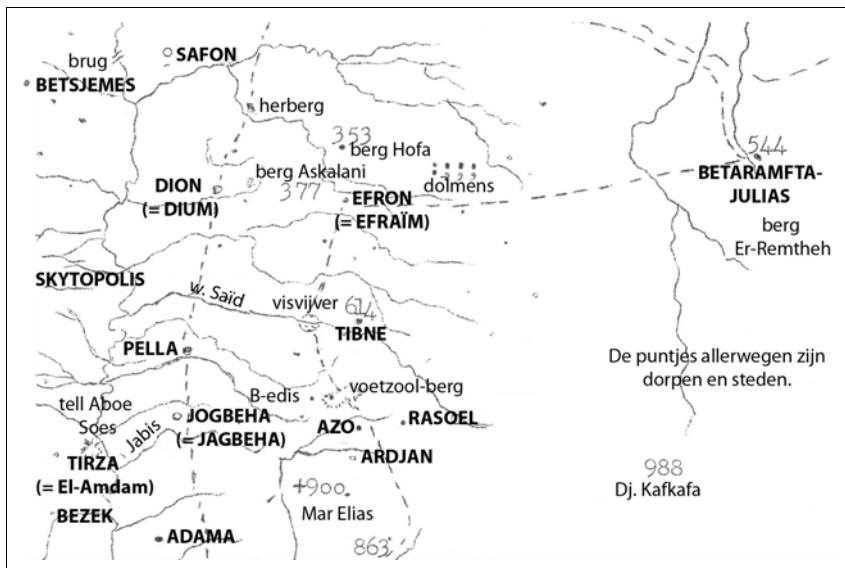 SAFON
brug
BETSJEMES
herberg
353
berg Hofa
544
berg Askalani
dolmens
BETARAMFTA-
JULIAS
DION
(= DIUM)
377
EFRON
(= EFRAÏM)
berg
Er-Remtheh
SKYTOPOLIS
w. Saïd
visvijver
614
TIBNE
PELLA
De puntjes allerwegen zijn
dorpen en steden.
B-edis
voetzool-berg
tell Aboe
Soes
Jabis
JOGBEHA
(= JAGBEHA)
AZO
RASOEL
TIRZA
(= El-Amdam)
ARDJAN
988
Dj. Kafkafa
+900
Mar Elias
BEZEK
ADAMA
863